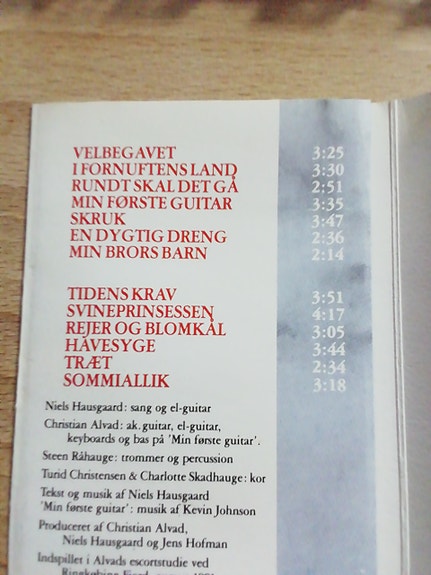 VELBEGAVET 3:25
I FORNUFTENS LAND 3:30
RUNDT SKAL DET GÅ 2:51
MIN FØRSTE GUITAR 3:35
SKRUK 3:47
EN DYGTIG DRENG 2:36
MIN BRORS BARN 2:14
TIDENS KRAV 3:51
SVINEPRINSESSEN 4:17
REJER OG BLOMKÅL 3:05
HAVESYGE 3:44
TRÆT 2:34
SOMMIALLIK 3:18
Niels Hausgaard: sang og el-guitar
Christian Alvad: ak. guitar, el-guitar,
keyboards og bas på 'Min første guitar'.
Steen Råhauge: trommer og percussion
Turid Christensen & Charlotte Skadhauge: kor
Tekst og musik af Niels Hausgaard
'Min første guitar': musik af Kevin Johnson
Produceret af Christian Alvad,
Niels Hausgaard og Jens Hofman
Indspillet i Alvads escortstudie ved
Ringkøbing Fjord